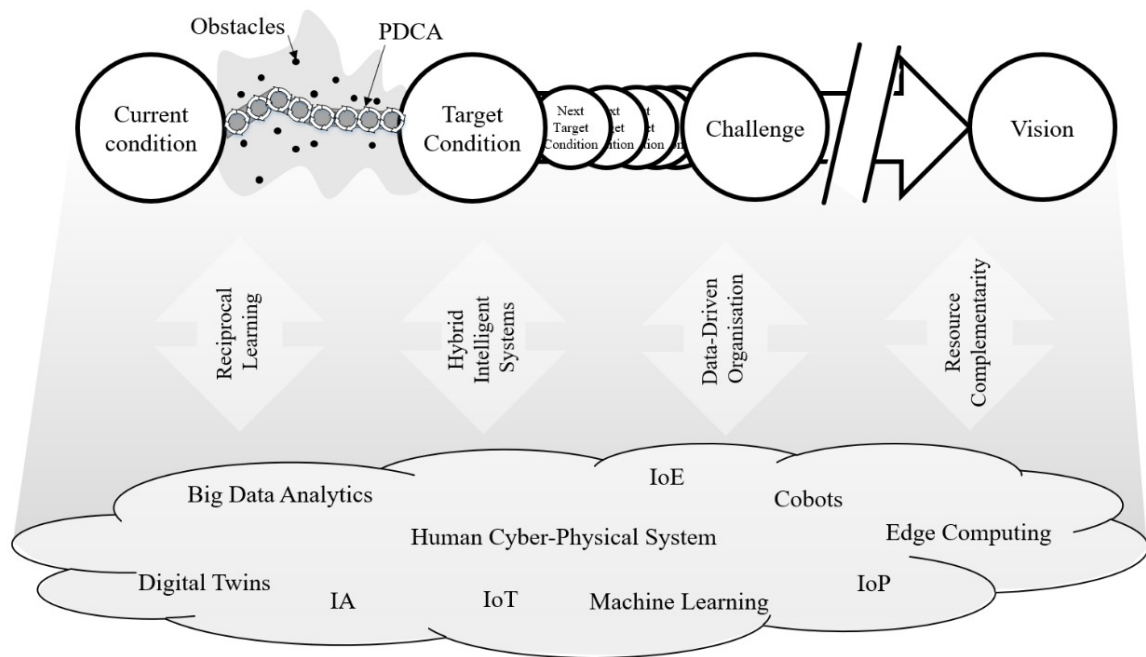 Obstacles
PDCA
Current
condition
Target
Condition
Next
Target
Condition
Challenge
Vision
Reciprocal
Learning
Hybrid
Intelligent
Systems
Data-Driven
Organisation
Resource
Complementarity
IoE
Big Data Analytics
Cobots
Human Cyber-Physical System
Edge Computing
Digital Twins
IA
IoT
Machine Learning
IoP